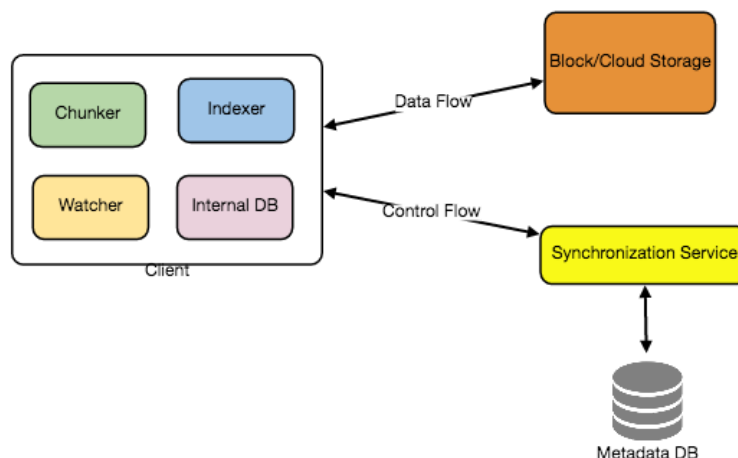 Block/Cloud Storage
Chunker
Indexer
Data Flow
Watcher
Internal DB
Control Flow
Client
Synchronization Service
Metadata DB